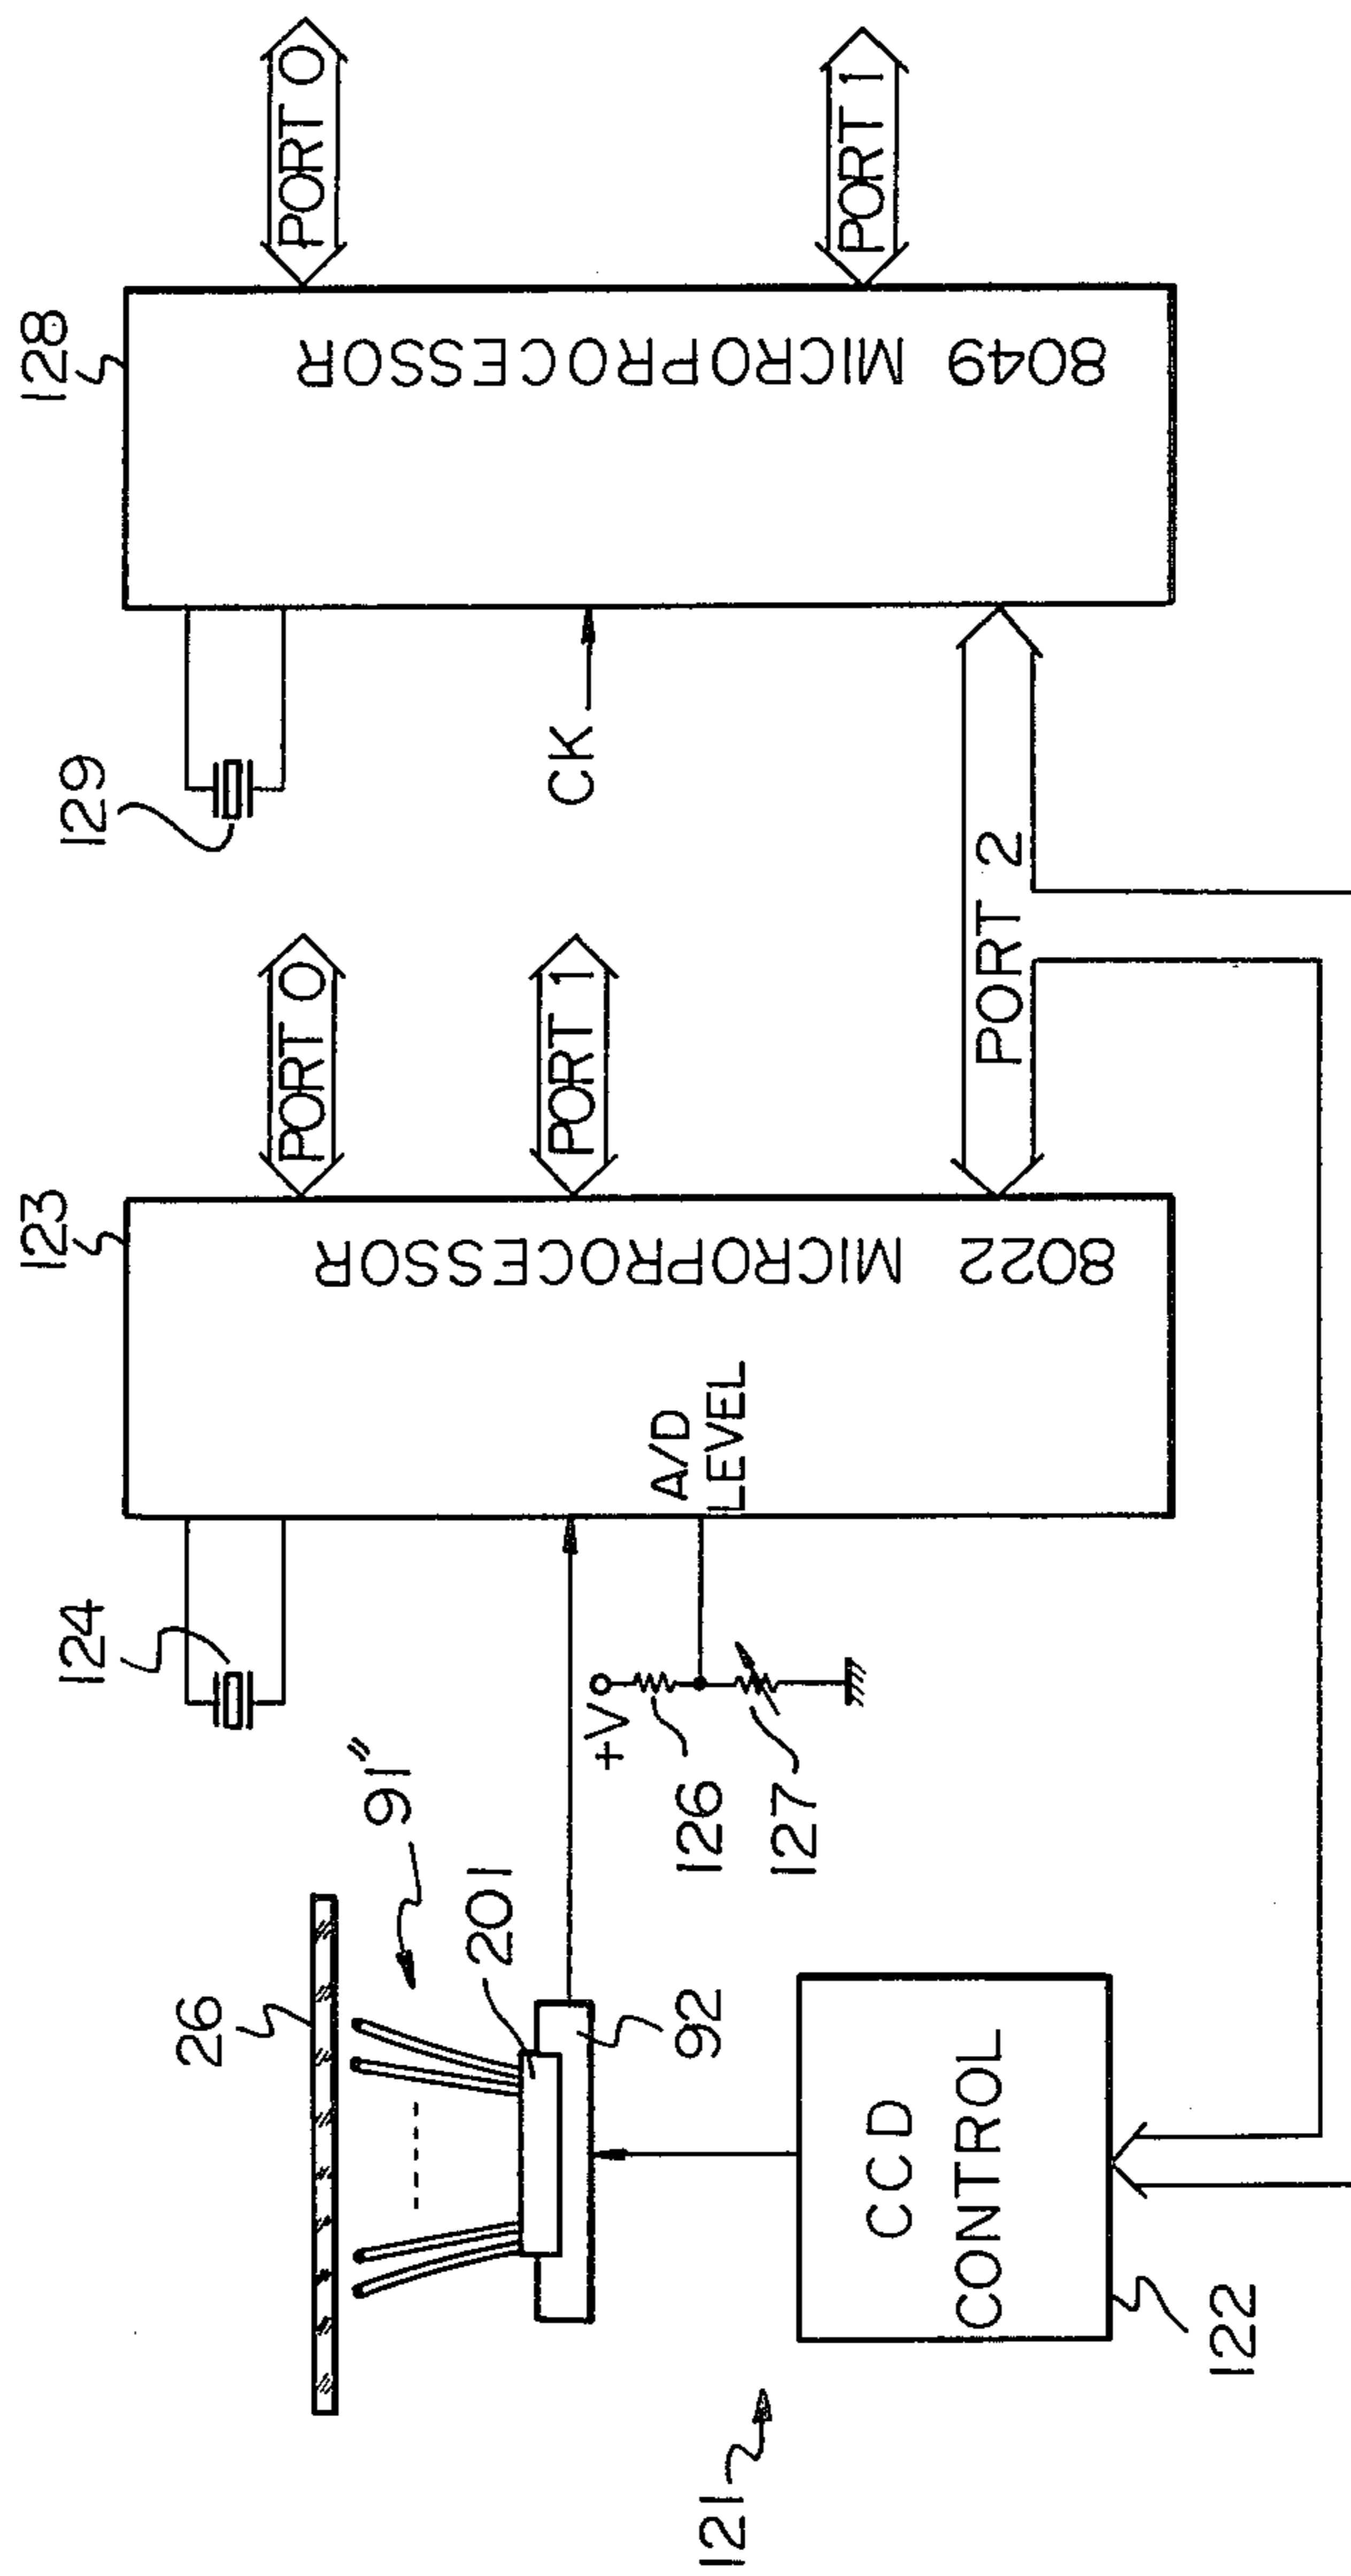 121
26
91"
201
92
CCD
CONTROL
122
124
+V
126
127
123
A/D
LEVEL
8022 MICROPROCESSOR
PORT 0
PORT 1
PORT 2
129
CK
128
8049 MICROPROCESSOR
PORT 0
PORT 1